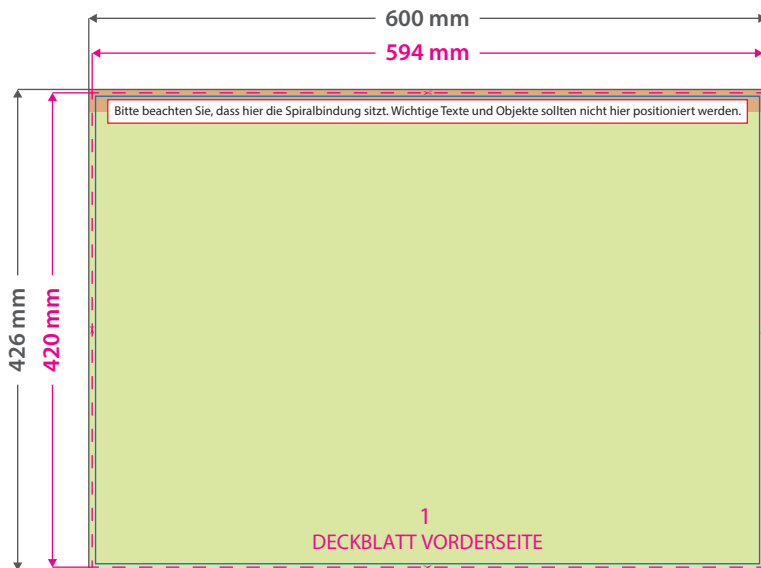 600 mm
594 mm
Bitte beachten Sie, dass hier die Spiralbindung sitzt. Wichtige Texte und Objekte sollten nicht hier positioniert werden.
426 mm
420 mm
1
DECKBLATT VORDERSEITE